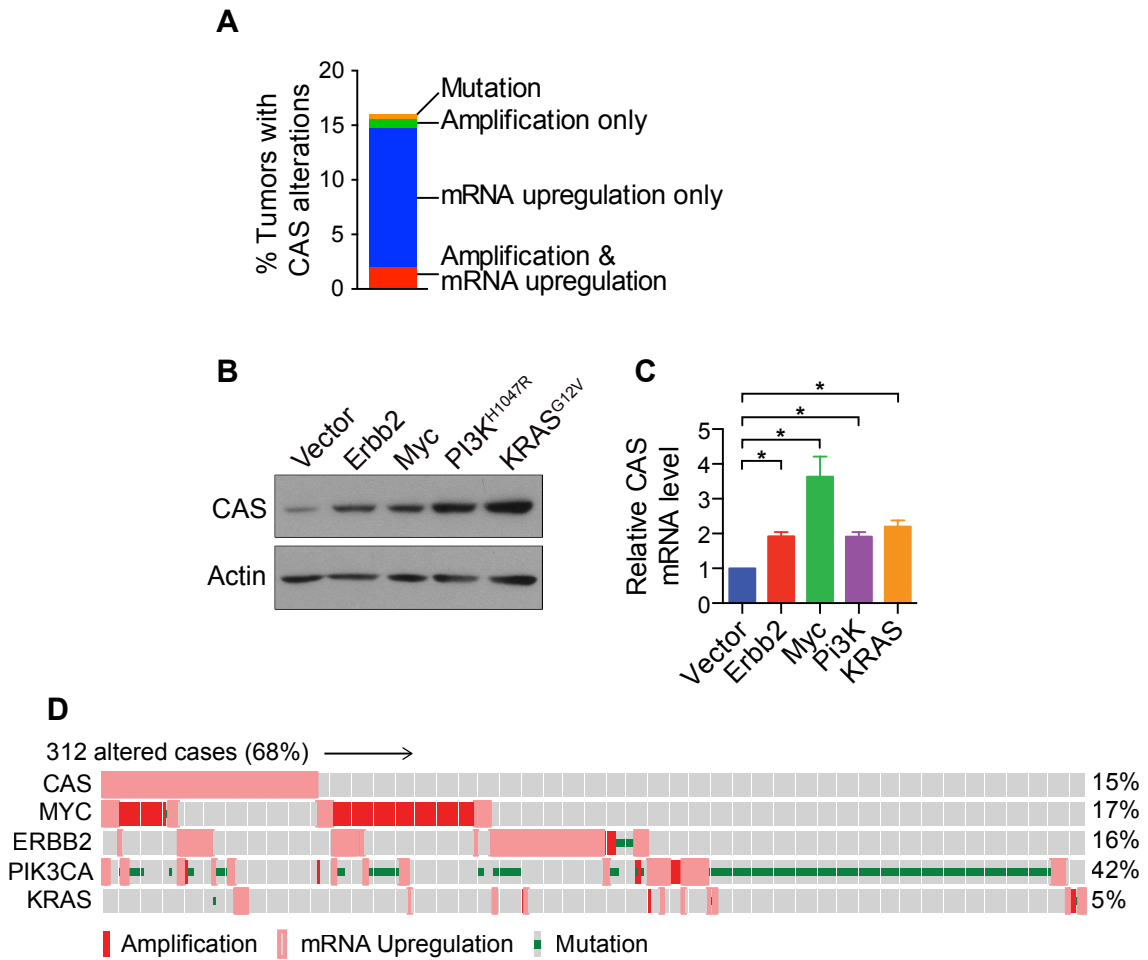 A
% Tumors with
CAS alterations
20
15
10
5
0
Mutation
Amplification only
mRNA upregulation only
Amplification &
mRNA upregulation
B
Vector
Erbb2
Myc
PI3K^H1047R
KRAS^G12V
CAS
Actin
C
Relative CAS
mRNA level
*
*
*
*
5
4
3
2
1
0
Vector
Erbb2
Myc
Pi3K
KRAS
D
312 altered cases (68%)
CAS 15%
MYC 17%
ERBB2 16%
PIK3CA 42%
KRAS 5%
Amplification mRNA Upregulation Mutation